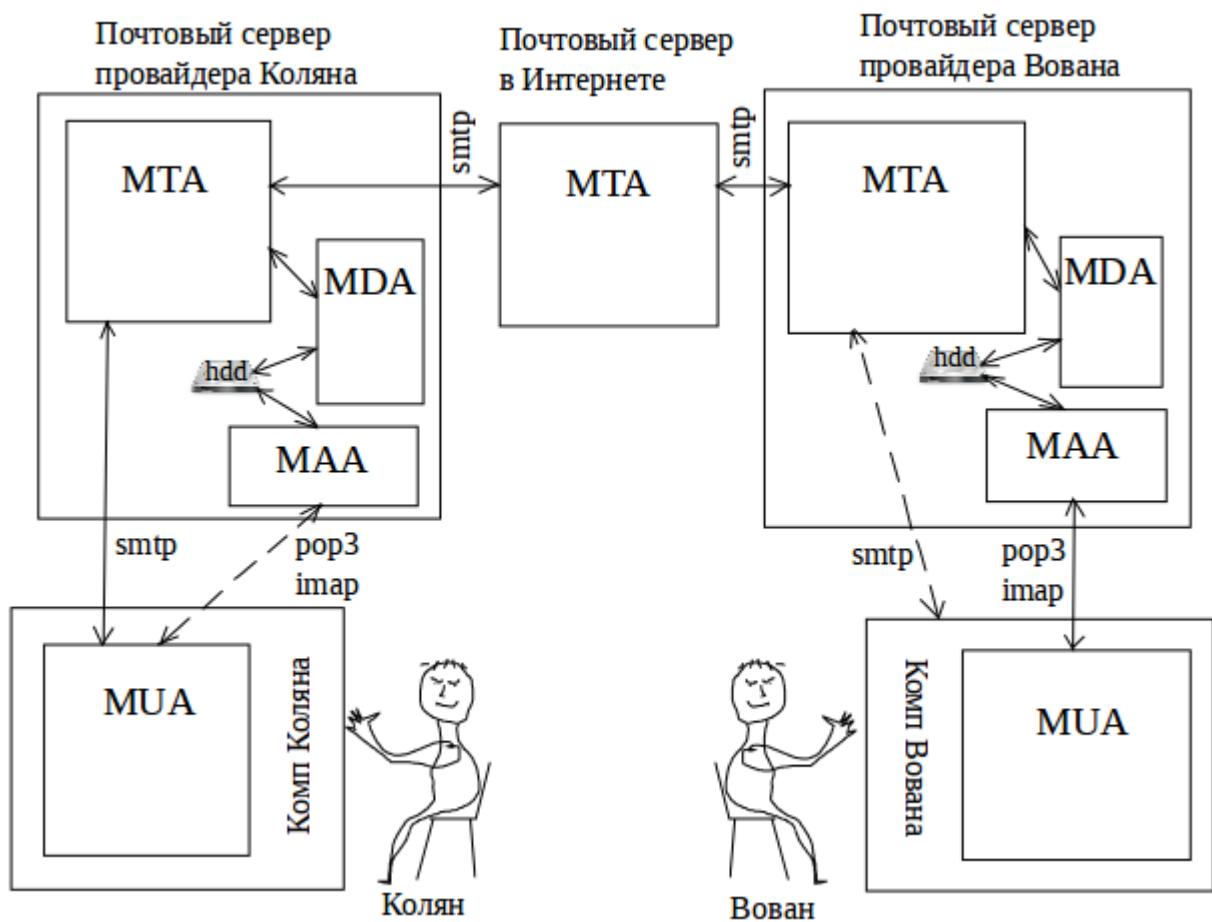 Почтовый сервер
провайдера Коляна
Почтовый сервер
в Интернете
Почтовый сервер
провайдера Вована
MTA
smtp
MTA
smtp
MTA
MDA
hdd
MAA
MDA
hdd
MAA
smtp
pop3
imap
smtp
pop3
imap
MUA
Комп Коляна
Комп Вована
MUA
Колян
Вован